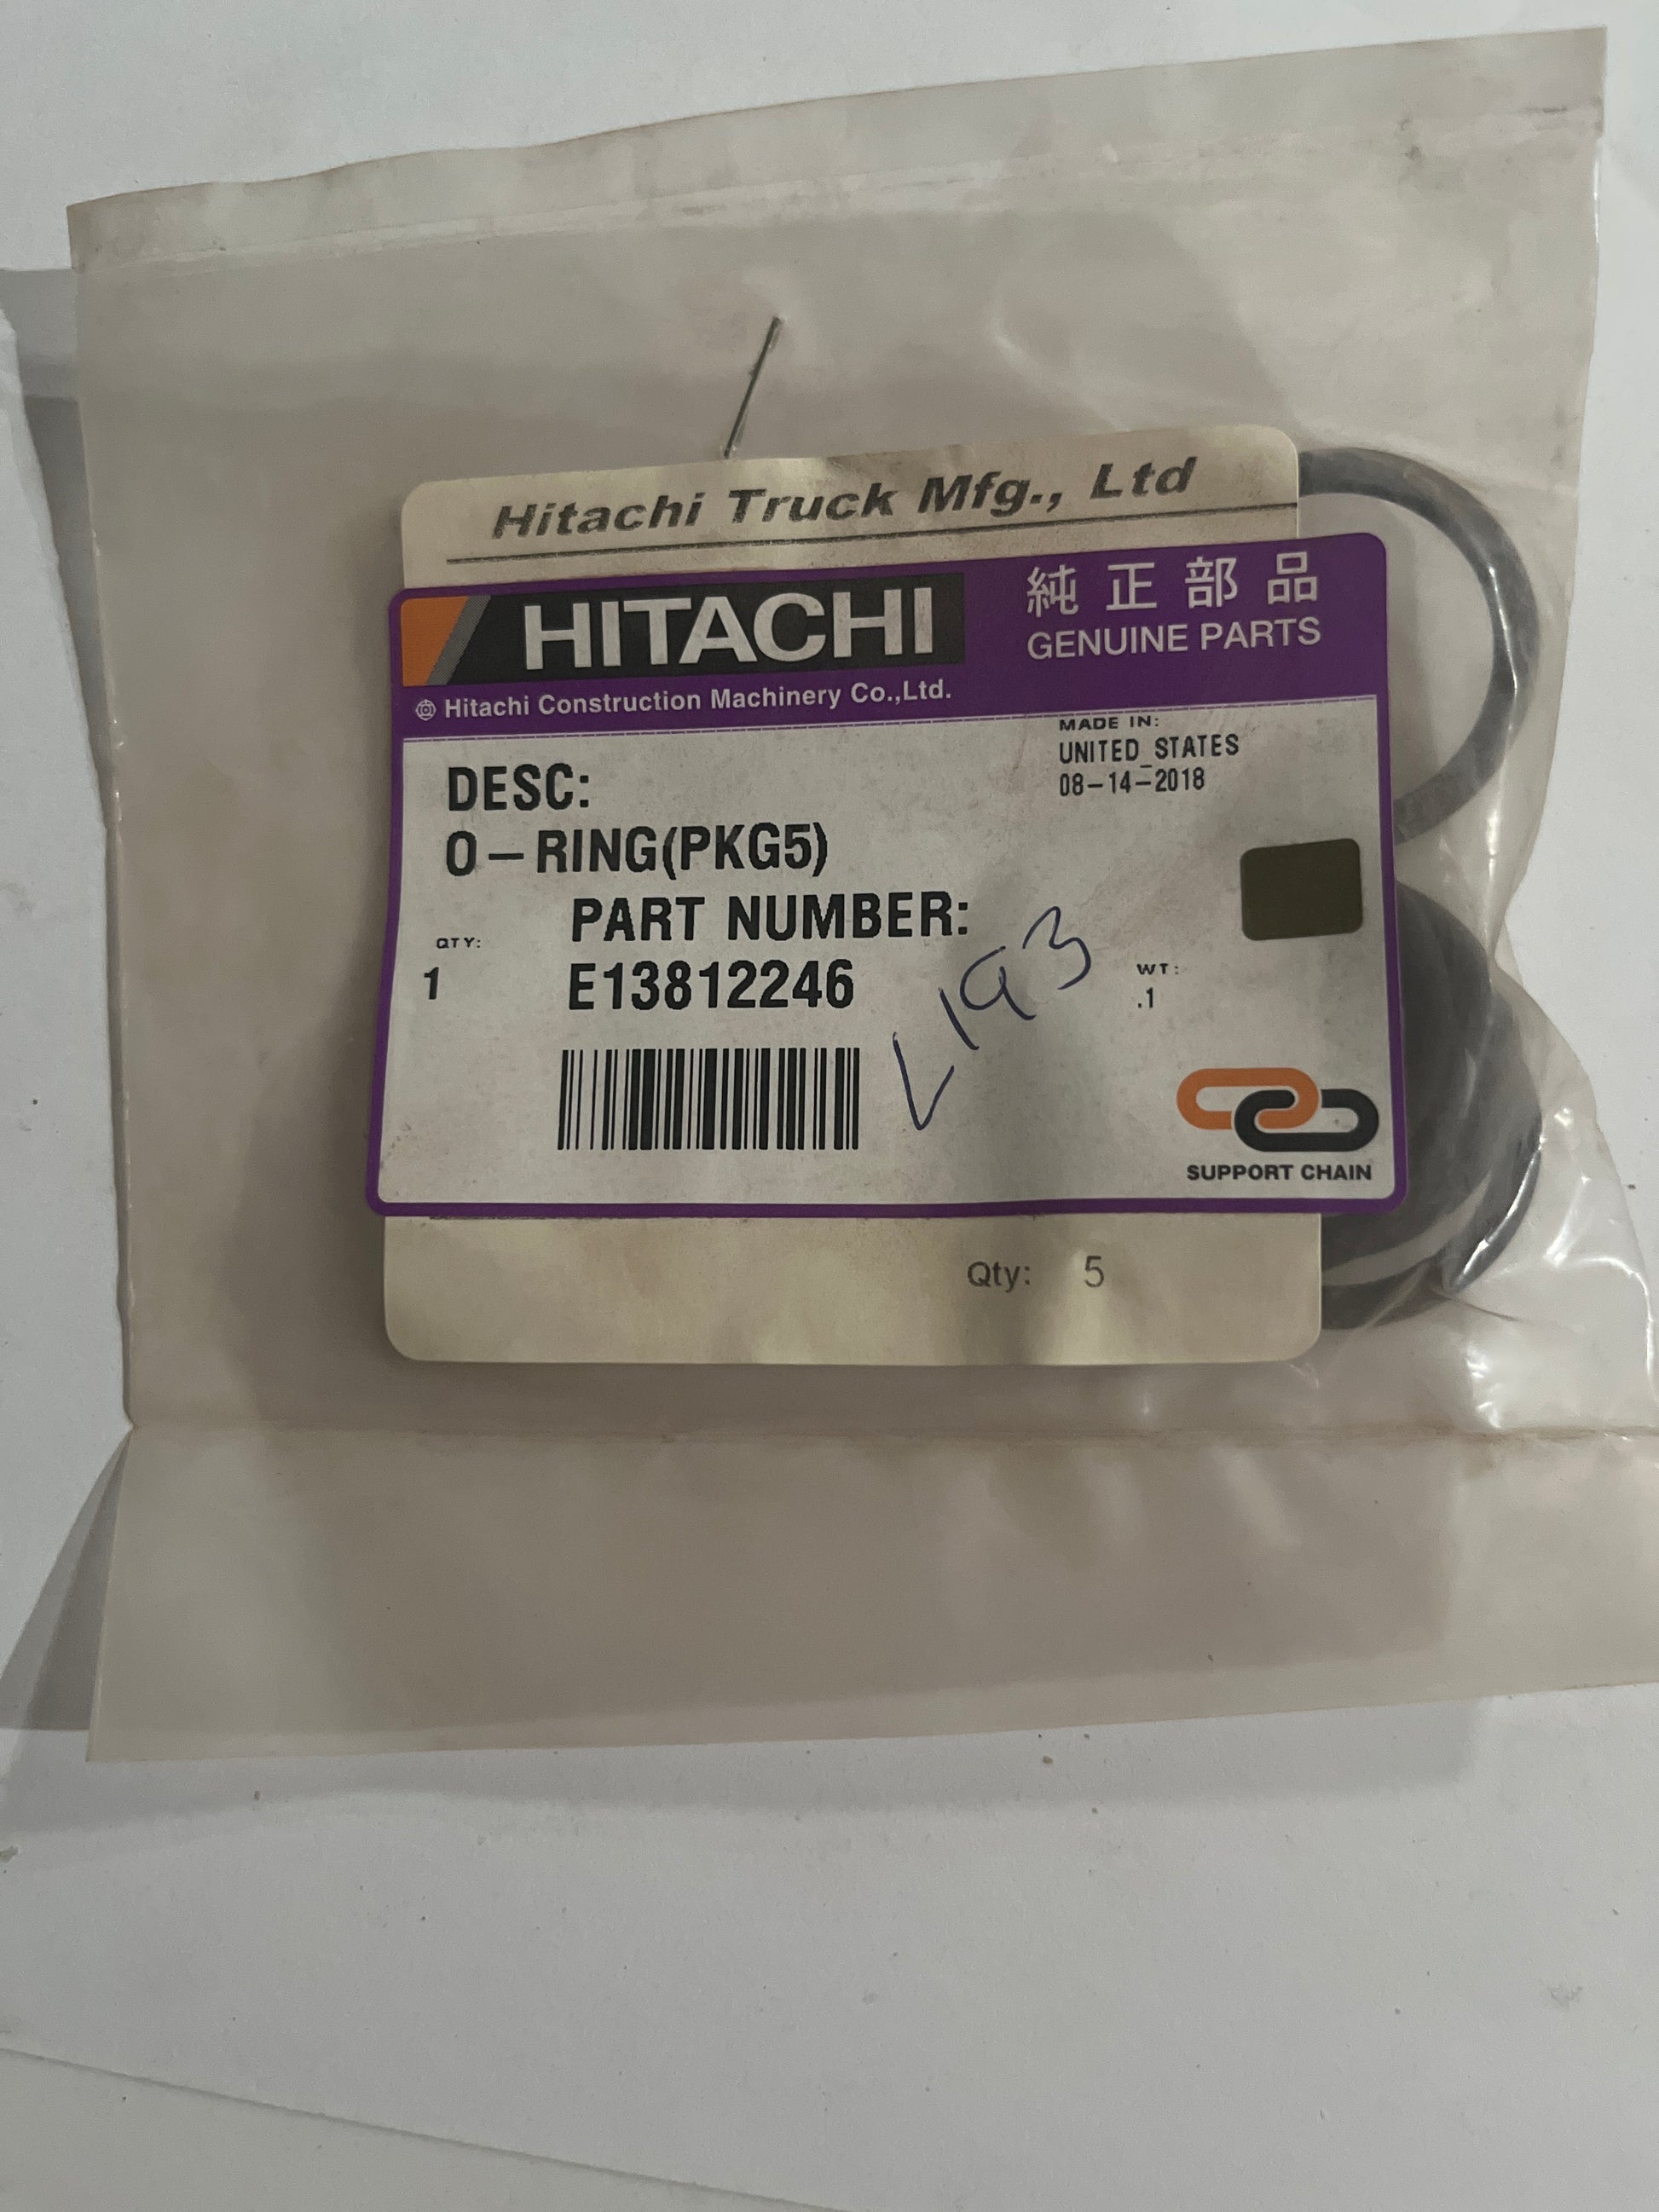 Hitachi Truck Mfg., Ltd
HITACHI
純正部品
GENUINE PARTS
Hitachi Construction Machinery Co.,Ltd.
MADE IN:
UNITED STATES
08-14-2018
DESC:
O-RING(PKG5)
PART NUMBER:
QTY:
1
E13812246
L193
WT:
.1
SUPPORT CHAIN
Qty: 5